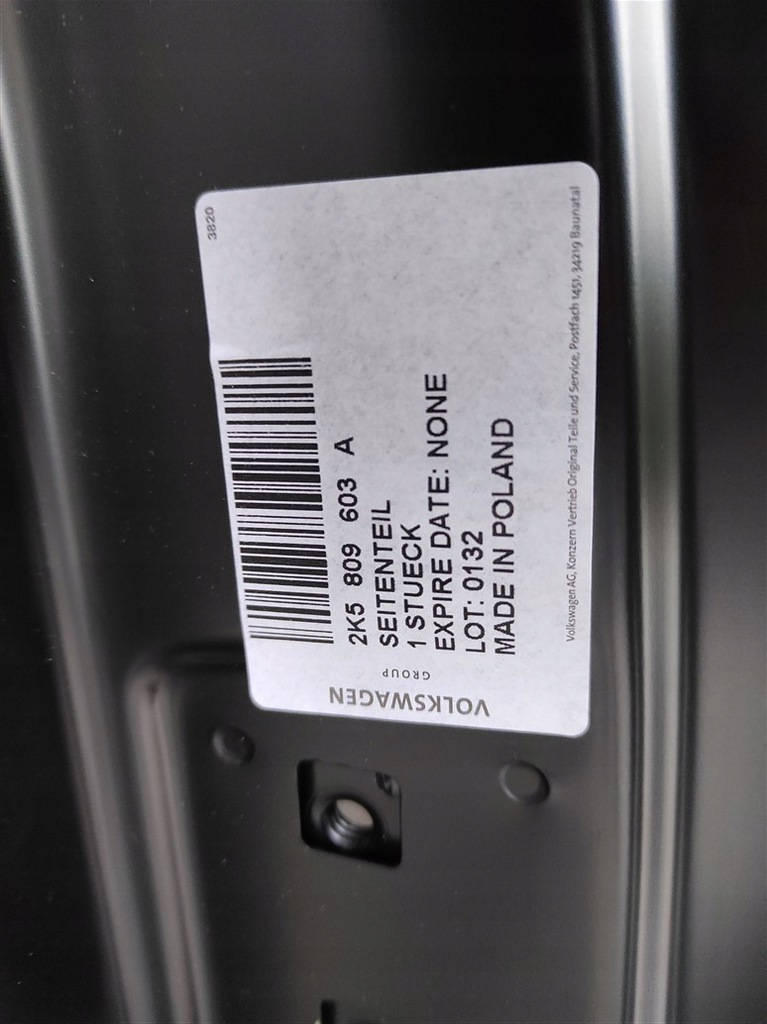 3820
2K5 809 603 A
SEITENTEIL
1 STUECK
EXPIRE DATE: NONE
LOT: 0132
MADE IN POLAND
Volkswagen AG, Konzern Vertrieb Original Teile und Service, Postfach 1451, 34219 Baunatal
VOLKSWAGEN
GROUP